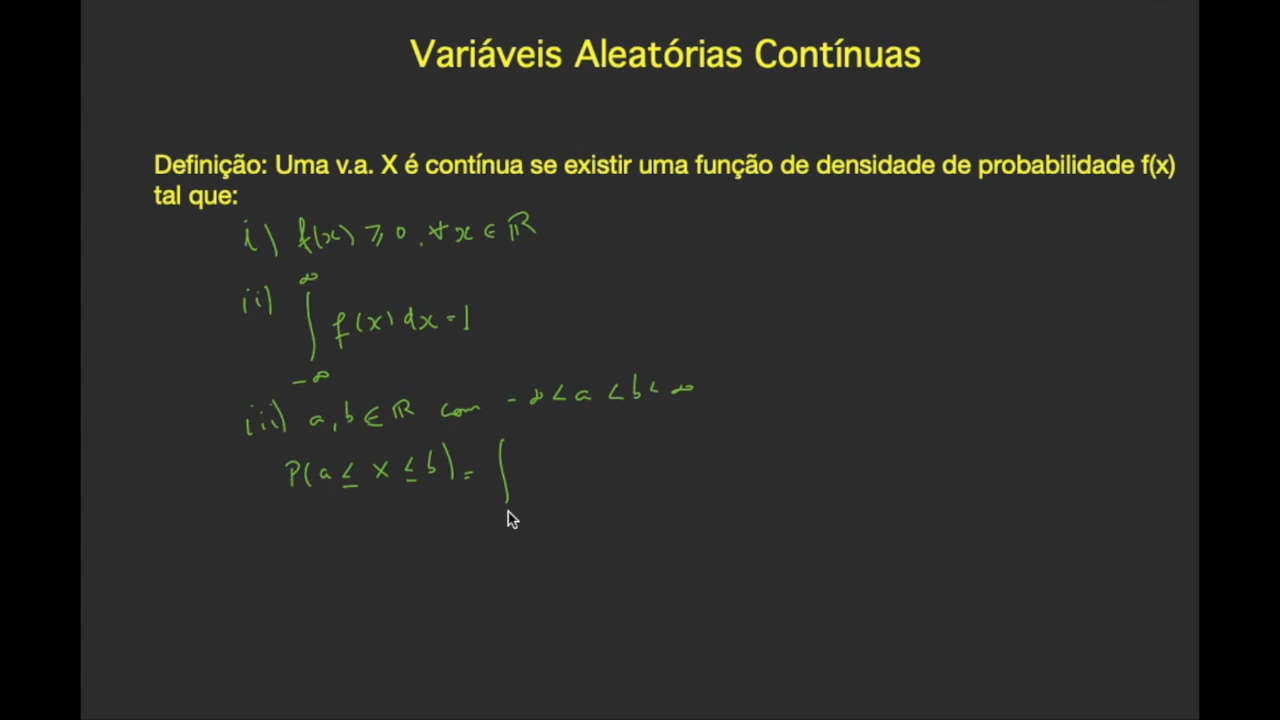 Variáveis Aleatórias Contínuas
Definição: Uma v.a. X é contínua se existir uma função de densidade de probabilidade f(x)
tal que:
i) f(x) ⩾ 0, ∀ x ∈ ℝ
ii) ∫_{-∞}^{∞} f(x) dx = 1
iii) a, b ∈ ℝ com -∞ < a < b < ∞
P(a ≤ X ≤ b) = ∫